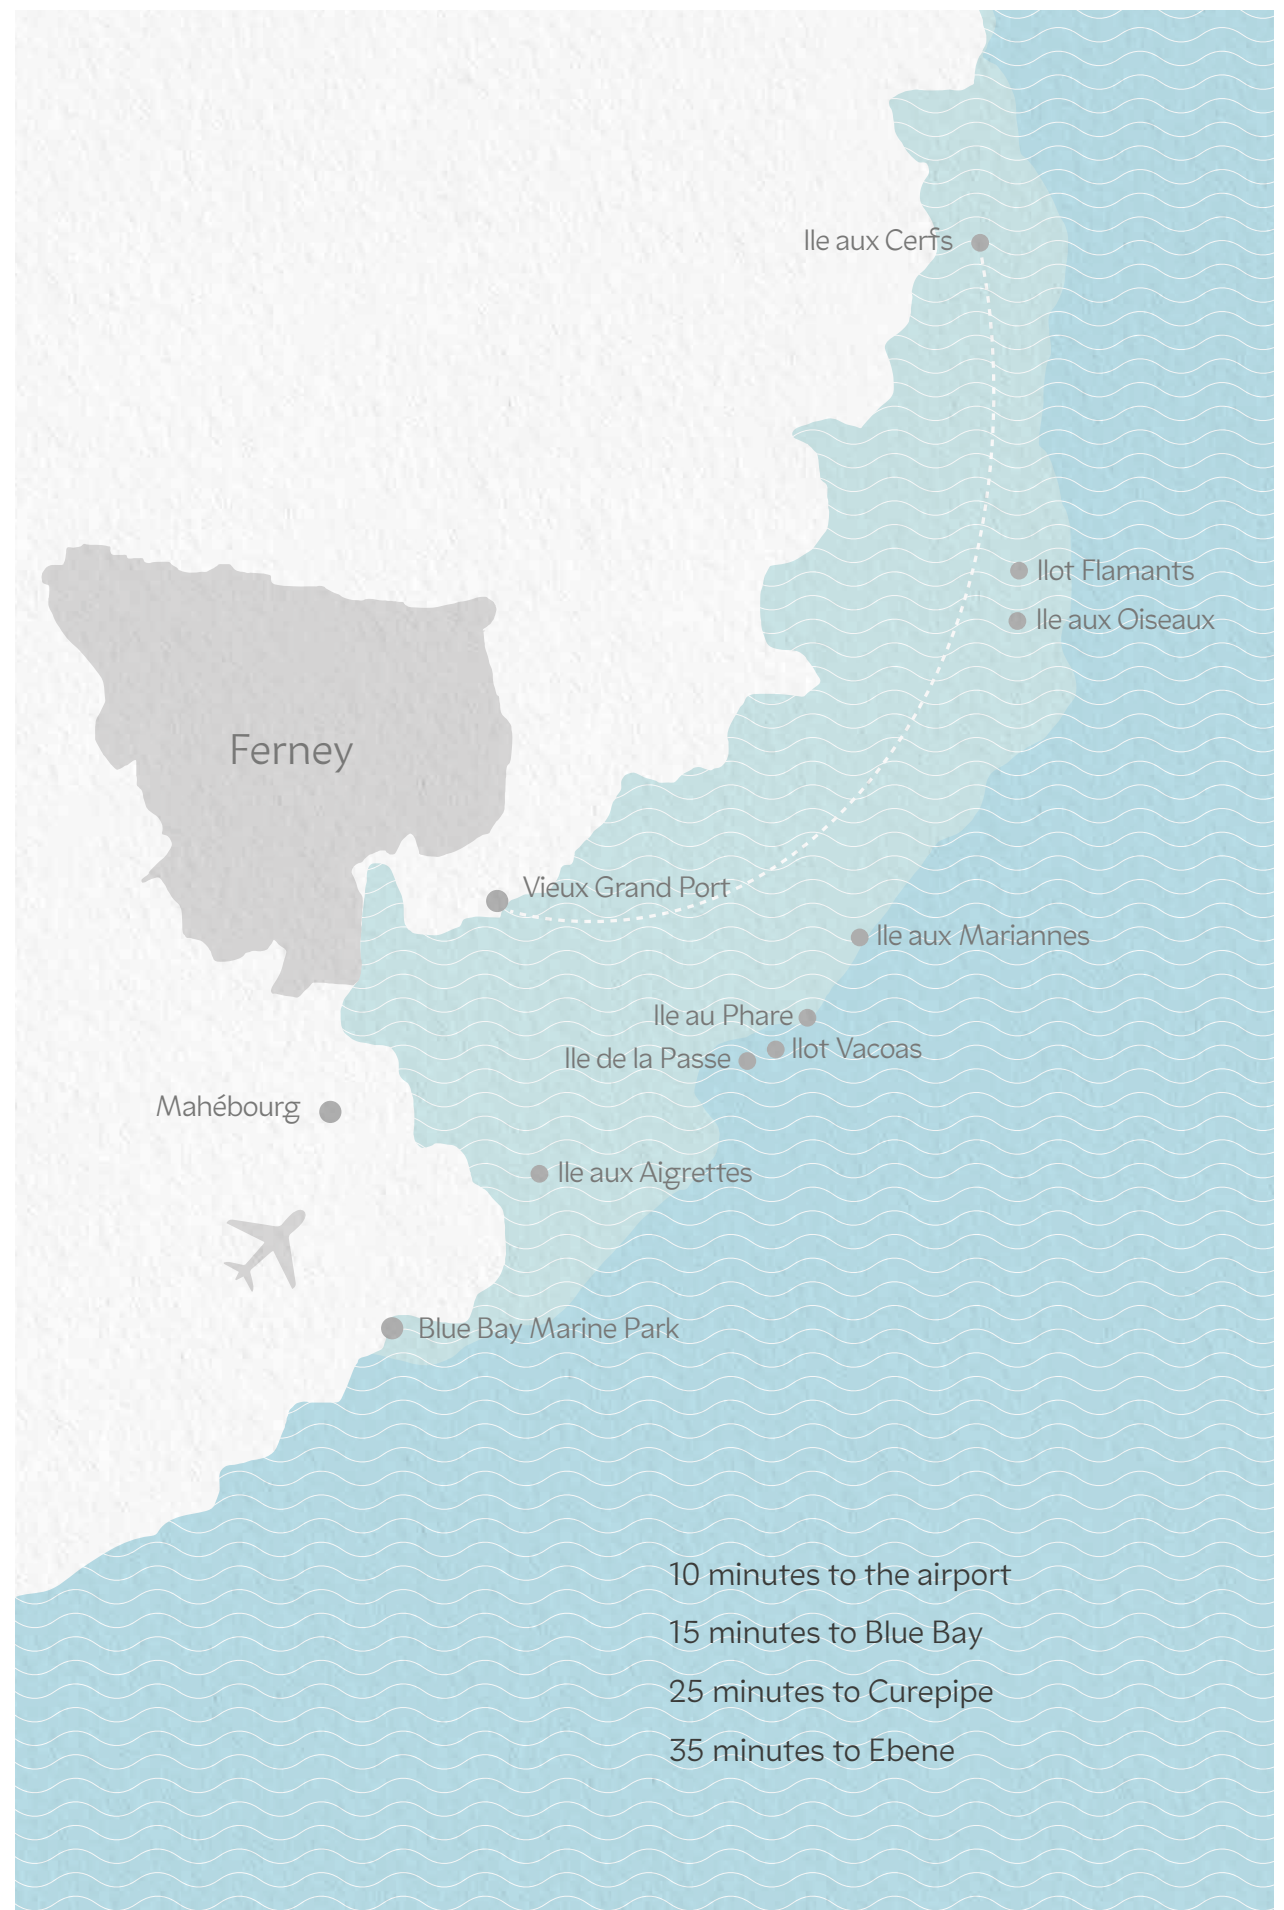 Ile aux Cerfs
Ilot Flamants
Ile aux Oiseaux
Ferney
Vieux Grand Port
Ile aux Mariannes
Ile au Phare
Ilot Vacoas
Ile de la Passe
Mahébourg
Ile aux Aigrettes
Blue Bay Marine Park
10 minutes to the airport
15 minutes to Blue Bay
25 minutes to Curepipe
35 minutes to Ebene